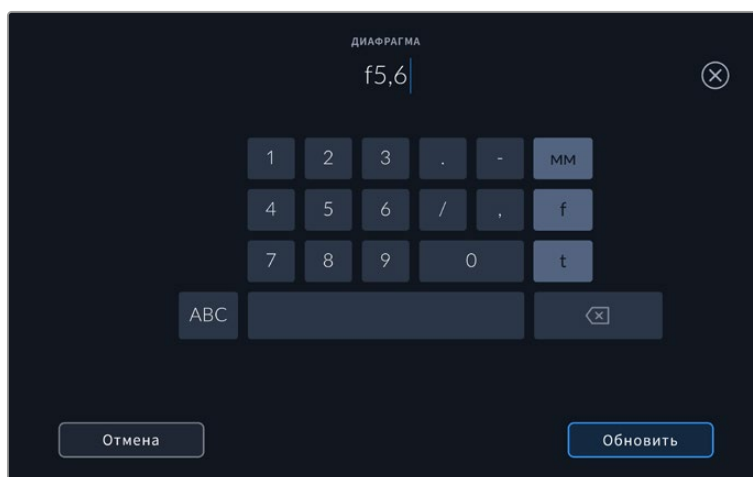 ДИАФРАГМА
f5,6
1 2 3 . - мм
4 5 6 / , f
7 8 9 0 t
ABC
Отмена Обновить